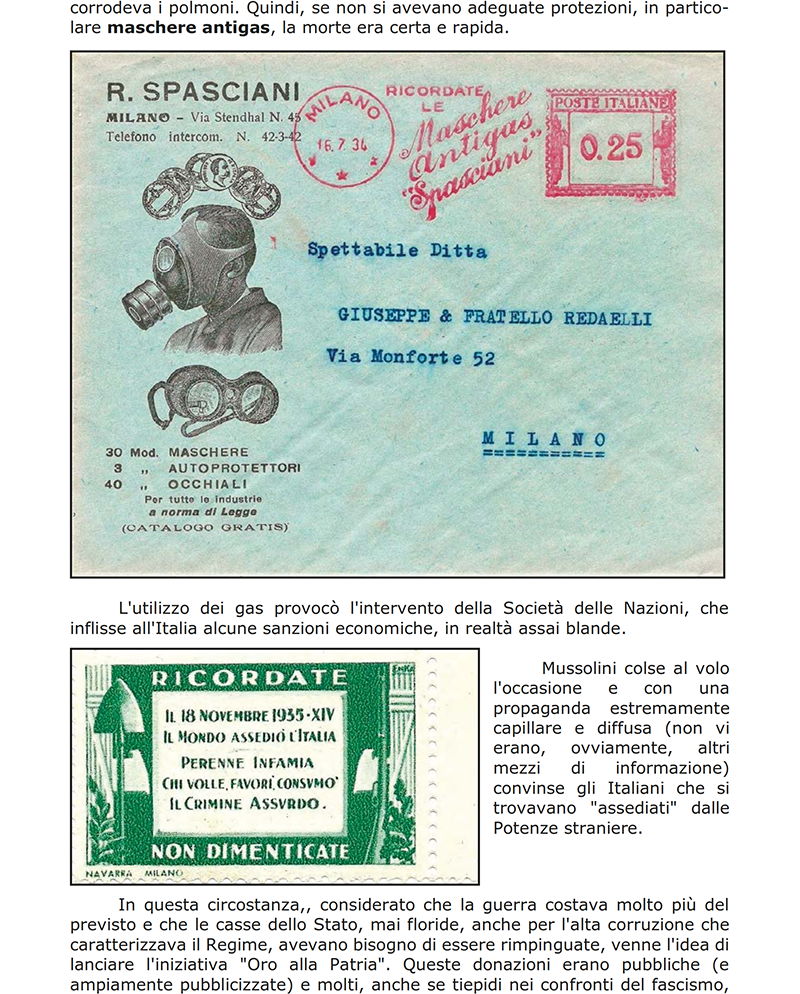 corrodeva i polmoni. Quindi, se non si avevano adeguate protezioni, in partico-
lare maschere antigas, la morte era certa e rapida.
R. SPASCIANI
MILANO – Via Stendhal N. 45
Telefono intercom. N. 42-3-42
MILANO
16.7.34
RICORDATE
LE
Maschere
Antigas
"Spasciani"
POSTE ITALIANE
0.25
Spettabile Ditta
GIUSEPPE & FRATELLO REDAELLI
Via Monforte 52
MILANO
30 Mod. MASCHERE
3 „ AUTOPROTETTORI
40 „ OCCHIALI
Per tutte le industrie
a norma di Legge
(CATALOGO GRATIS)
L'utilizzo dei gas provocò l'intervento della Società delle Nazioni, che
inflisse all'Italia alcune sanzioni economiche, in realtà assai blande.
RICORDATE
IL 18 NOVEMBRE 1935·XIV
IL MONDO ASSEDIÒ L'ITALIA
PERENNE INFAMIA
CHI VOLLE, FAVORÌ, CONSVMO'
IL CRIMINE ASSVRDO.
NON DIMENTICATE
NAVARRA MILANO
Mussolini colse al volo
l'occasione e con una
propaganda estremamente
capillare e diffusa (non vi
erano, ovviamente, altri
mezzi di informazione)
convinse gli Italiani che si
trovavano "assediati" dalle
Potenze straniere.
In questa circostanza,, considerato che la guerra costava molto più del
previsto e che le casse dello Stato, mai floride, anche per l'alta corruzione che
caratterizzava il Regime, avevano bisogno di essere rimpinguate, venne l'idea di
lanciare l'iniziativa "Oro alla Patria". Queste donazioni erano pubbliche (e
ampiamente pubblicizzate) e molti, anche se tiepidi nei confronti del fascismo,